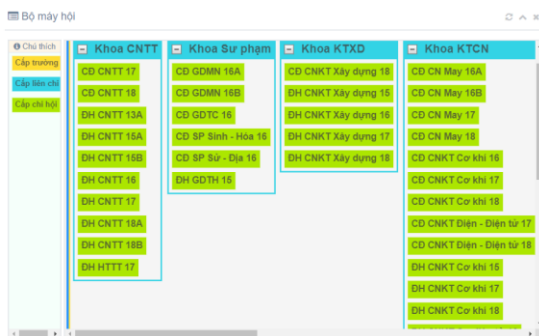 Bộ máy hội
Chú thích
Cấp trường
Cấp liên chi
Cấp chi hội
Khoa CNTT
CĐ CNTT 17
CĐ CNTT 18
ĐH CNTT 13A
ĐH CNTT 15A
ĐH CNTT 15B
ĐH CNTT 16
ĐH CNTT 17
ĐH CNTT 18A
ĐH CNTT 18B
ĐH HTTT 17
Khoa Sư phạm
CĐ GDMN 16A
CĐ GDMN 16B
CĐ GDTC 16
CĐ SP Sinh - Hóa 16
CĐ SP Sử - Địa 16
ĐH GDTH 15
Khoa KTXD
CĐ CNKT Xây dựng 18
ĐH CNKT Xây dựng 15
ĐH CNKT Xây dựng 16
ĐH CNKT Xây dựng 17
ĐH CNKT Xây dựng 18
Khoa KTCN
CĐ CN May 16A
CĐ CN May 16B
CĐ CN May 17
CĐ CN May 18
CĐ CNKT Cơ khí 16
CĐ CNKT Cơ khí 17
CĐ CNKT Cơ khí 18
CĐ CNKT Điện - Điện tử 17
CĐ CNKT Điện - Điện tử 18
ĐH CNKT Cơ khí 15
ĐH CNKT Cơ khí 17
ĐH CNKT Cơ khí 18